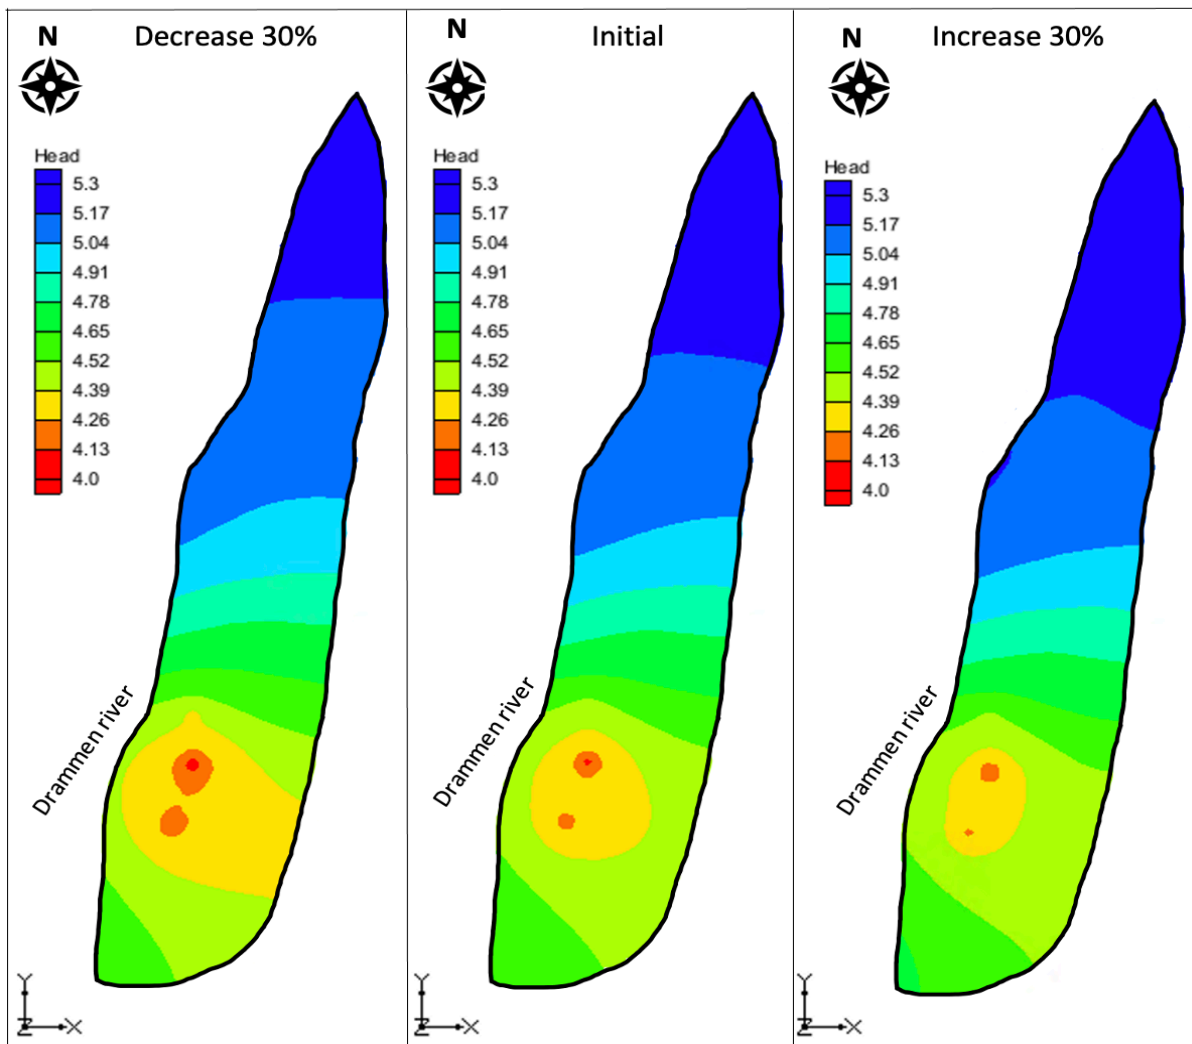 N
Decrease 30%
Head
5.3
5.17
5.04
4.91
4.78
4.65
4.52
4.39
4.26
4.13
4.0
Drammen river
Y
Z
X
N
Initial
Head
5.3
5.17
5.04
4.91
4.78
4.65
4.52
4.39
4.26
4.13
4.0
Drammen river
Y
Z
X
N
Increase 30%
Head
5.3
5.17
5.04
4.91
4.78
4.65
4.52
4.39
4.26
4.13
4.0
Drammen river
Y
Z
X